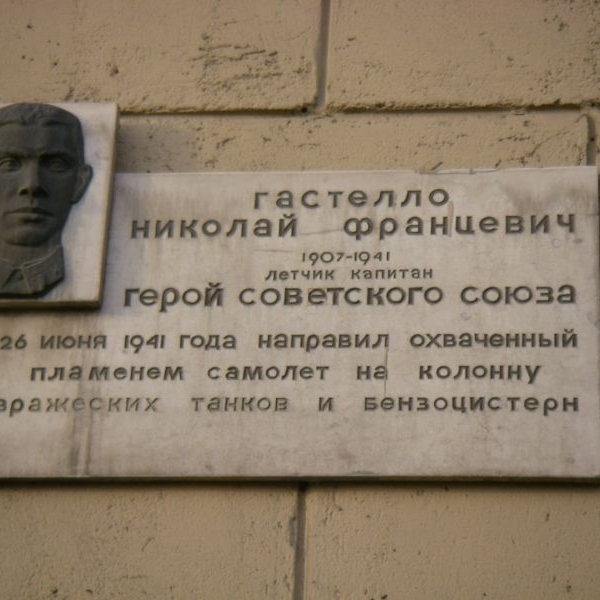 гастелло
николай францевич
1907-1941
летчик капитан
герой советского союза
26 июня 1941 года направил охваченный
пламенем самолет на колонну
вражеских танков и бензоцистерн